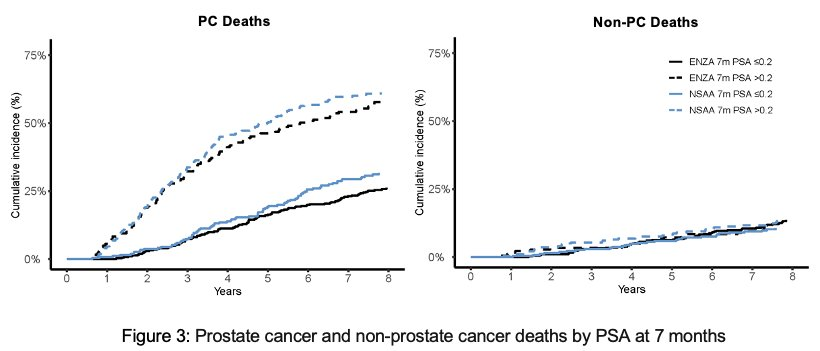 PC Deaths
75%
50%
25%
0%
Cumulative incidence (%)
0 1 2 3 4 5 6 7 8
Years
Non-PC Deaths
75%
50%
25%
0%
Cumulative incidence (%)
ENZA 7m PSA ≤0.2
ENZA 7m PSA >0.2
NSAA 7m PSA ≤0.2
NSAA 7m PSA >0.2
0 1 2 3 4 5 6 7 8
Years
Figure 3: Prostate cancer and non-prostate cancer deaths by PSA at 7 months